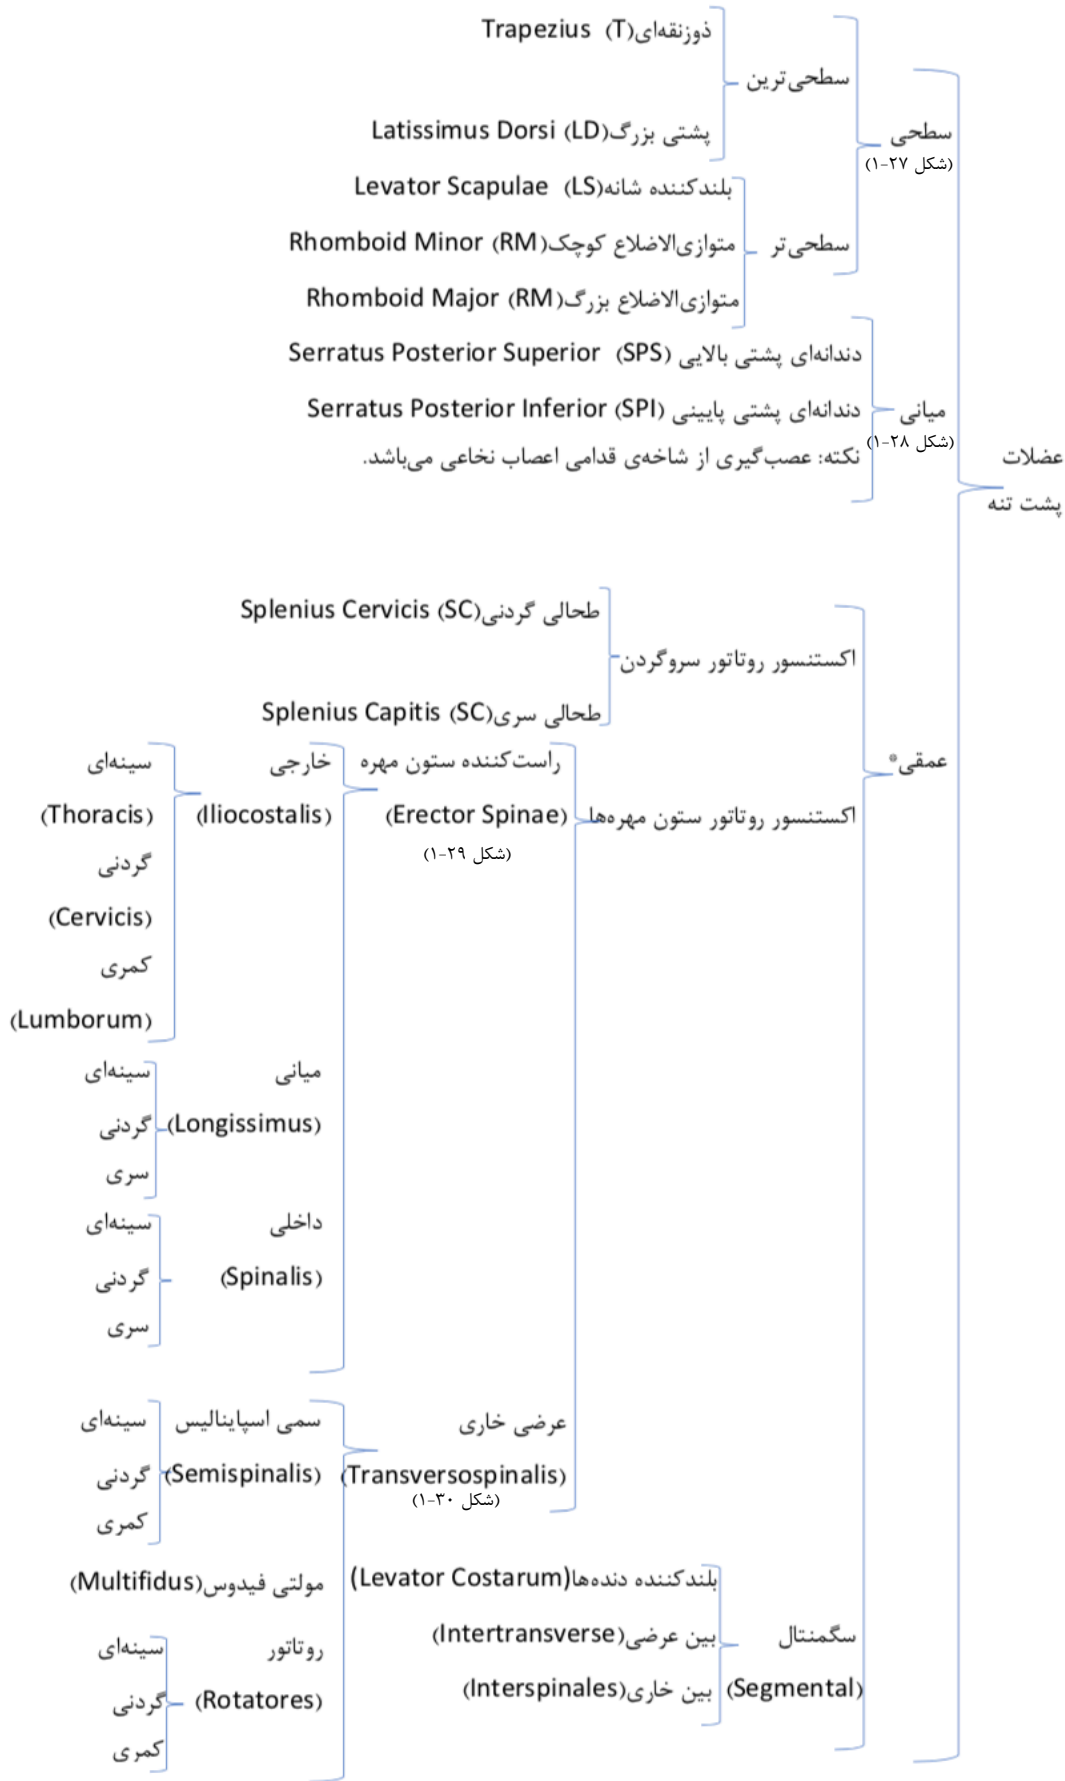 عضلات
پشت تنه
سطحی
(شکل ۲۷-۱)
سطحی‌ترین
ذوزنقه‌ای(T) Trapezius
پشتی بزرگ(LD) Latissimus Dorsi
سطحی‌تر
بلندکننده شانه(LS) Levator Scapulae
متوازی‌الاضلاع کوچک(RM) Rhomboid Minor
متوازی‌الاضلاع بزرگ(RM) Rhomboid Major
میانی
(شکل ۲۸-۱)
دندانه‌ای پشتی بالایی (SPS) Serratus Posterior Superior
دندانه‌ای پشتی پایینی (SPI) Serratus Posterior Inferior
نکته: عصب‌گیری از شاخه‌ی قدامی اعصاب نخاعی می‌باشد.
عمقی*
اکستنسور روتاتور سروگردن
طحالی گردنی(SC) Splenius Cervicis
طحالی سری(SC) Splenius Capitis
اکستنسور روتاتور ستون مهره‌ها
راست‌کننده ستون مهره
(Erector Spinae)
(شکل ۲۹-۱)
خارجی
(Iliocostalis)
سینه‌ای
(Thoracis)
گردنی
(Cervicis)
کمری
(Lumborum)
میانی
(Longissimus)
سینه‌ای
گردنی
سری
داخلی
(Spinalis)
سینه‌ای
گردنی
سری
عرضی خاری
(Transversospinalis)
(شکل ۳۰-۱)
سمی اسپاینالیس
(Semispinalis)
سینه‌ای
گردنی
کمری
مولتی فیدوس(Multifidus)
روتاتور
(Rotatores)
سینه‌ای
گردنی
کمری
سگمنتال
(Segmental)
بلندکننده دنده‌ها(Levator Costarum)
بین عرضی(Intertransverse)
بین خاری(Interspinales)